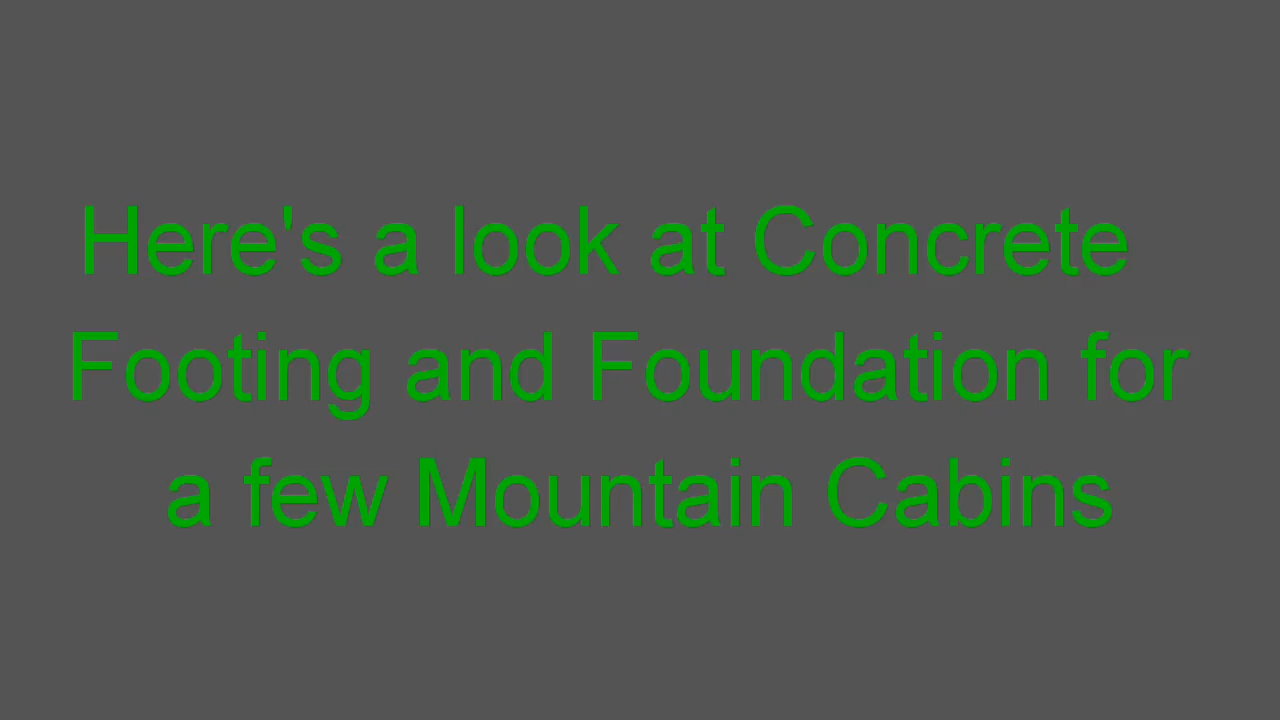 Here's a look at Concrete
Footing and Foundation for
a few Mountain Cabins